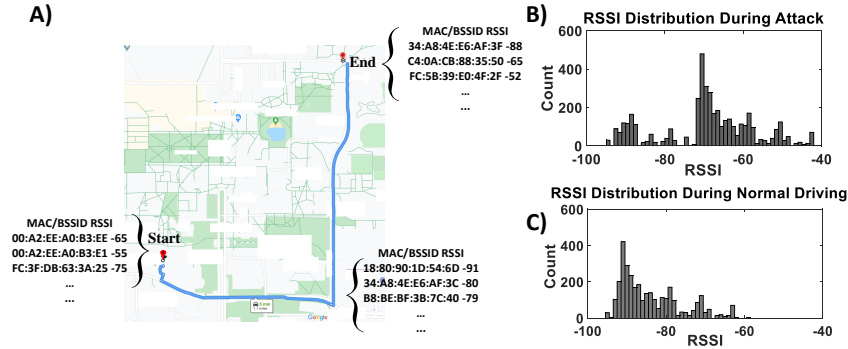 A)
MAC/BSSID RSSI
34:A8:4E:E6:AF:3F -88
C4:0A:CB:88:35:50 -65
FC:5B:39:E0:4F:2F -52
...
...
End
MAC/BSSID RSSI
00:A2:EE:A0:B3:EE -65
00:A2:EE:A0:B3:E1 -55
FC:3F:DB:63:3A:25 -75
...
...
Start
MAC/BSSID RSSI
18:80:90:1D:54:6D -91
34:A8:4E:E6:AF:3C -80
B8:BE:BF:3B:7C:40 -79
...
...
1.1 miles
Google
B)
RSSI Distribution During Attack
600
400
200
0
Count
-100
-80
-60
-40
RSSI
C)
RSSI Distribution During Normal Driving
600
400
200
0
Count
-100
-80
-60
-40
RSSI